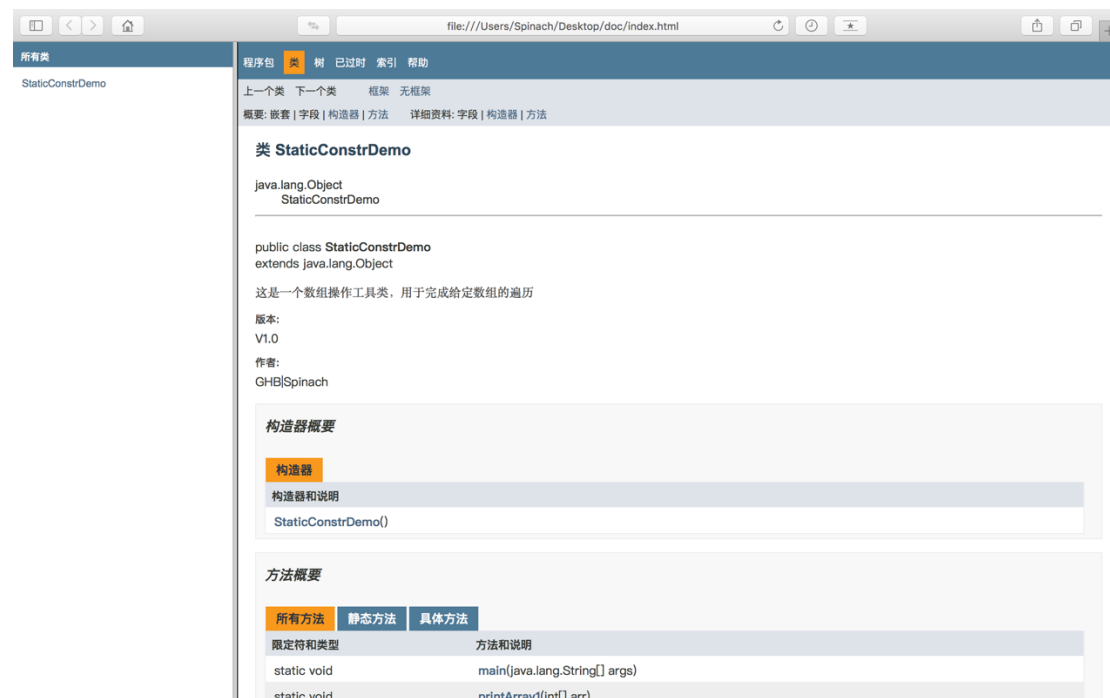 file:///Users/Spinach/Desktop/doc/index.html
所有类
StaticConstrDemo
程序包 类 树 已过时 索引 帮助
上一个类 下一个类 框架 无框架
概要: 嵌套 | 字段 | 构造器 | 方法 详细资料: 字段 | 构造器 | 方法
类 StaticConstrDemo
java.lang.Object
StaticConstrDemo
public class StaticConstrDemo
extends java.lang.Object
这是一个数组操作工具类，用于完成给定数组的遍历
版本:
V1.0
作者:
GHB|Spinach
构造器概要
构造器
构造器和说明
StaticConstrDemo()
方法概要
所有方法 静态方法 具体方法
限定符和类型 方法和说明
static void main(java.lang.String[] args)
static void printArray1(int[] arr)